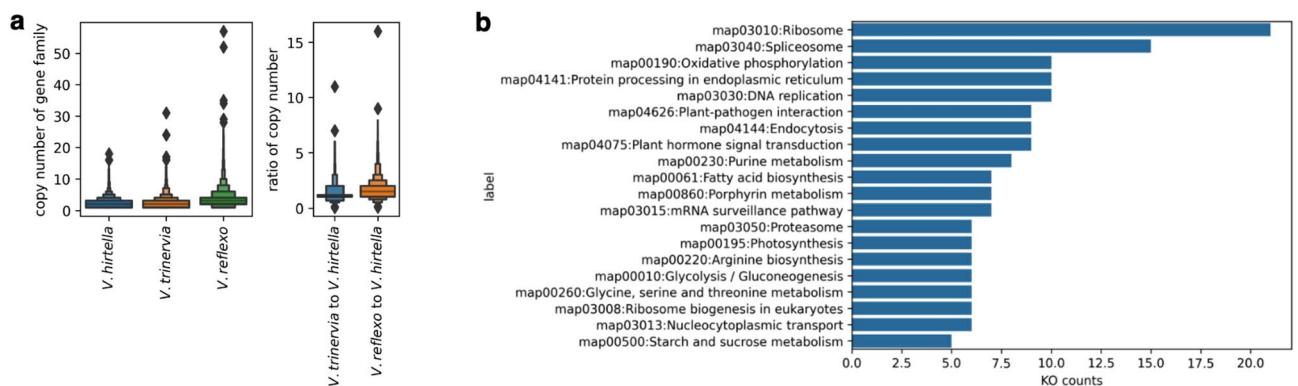 a
copy number of gene family
50
40
30
20
10
0
V. hirtella
V. trinervia
V. reflexo
ratio of copy number
15
10
5
0
V. trinervia to V. hirtella
V. reflexo to V. hirtella
b
label
map03010:Ribosome
map03040:Spliceosome
map00190:Oxidative phosphorylation
map04141:Protein processing in endoplasmic reticulum
map03030:DNA replication
map04626:Plant-pathogen interaction
map04144:Endocytosis
map04075:Plant hormone signal transduction
map00230:Purine metabolism
map00061:Fatty acid biosynthesis
map00860:Porphyrin metabolism
map03015:mRNA surveillance pathway
map03050:Proteasome
map00195:Photosynthesis
map00220:Arginine biosynthesis
map00010:Glycolysis / Gluconeogenesis
map00260:Glycine, serine and threonine metabolism
map03008:Ribosome biogenesis in eukaryotes
map03013:Nucleocytoplasmic transport
map00500:Starch and sucrose metabolism
0.0 2.5 5.0 7.5 10.0 12.5 15.0 17.5 20.0
KO counts